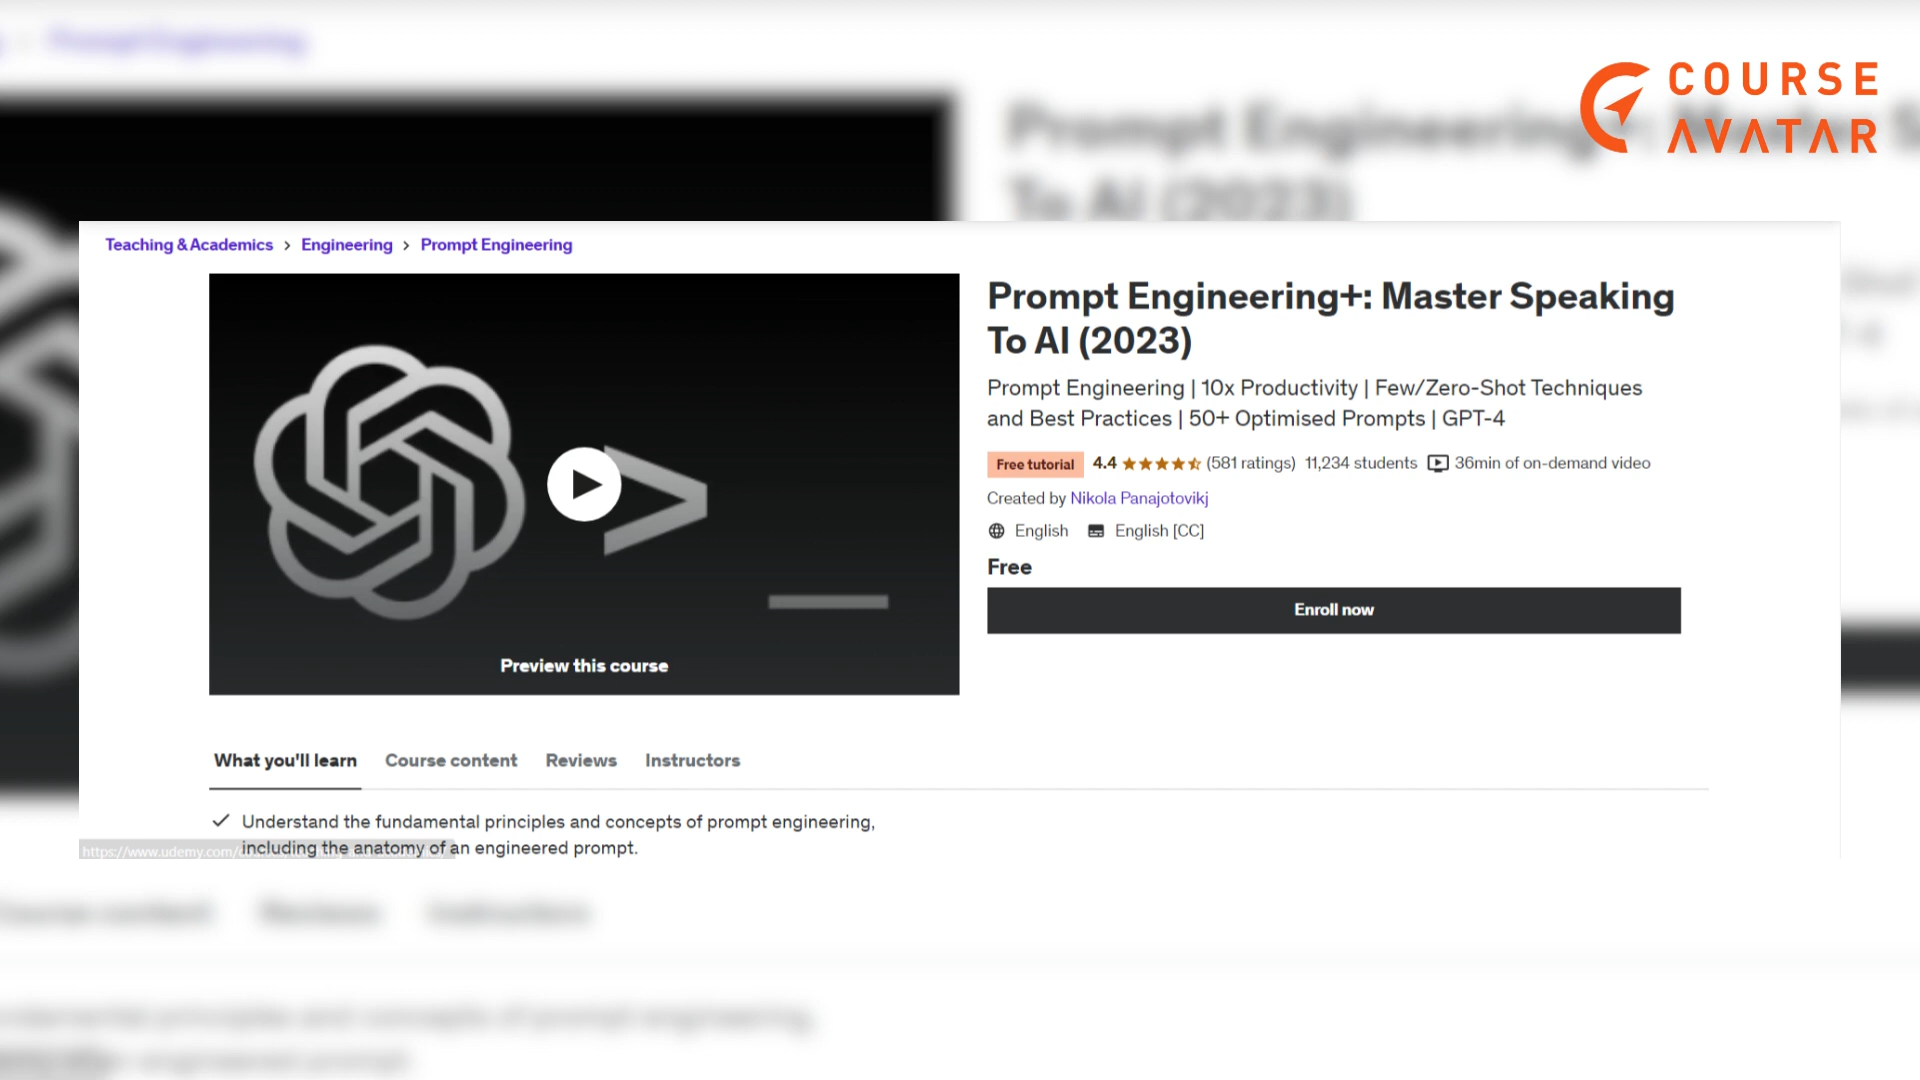 COURSE
AVATAR
Teaching & Academics > Engineering > Prompt Engineering
Prompt Engineering+: Master Speaking
To AI (2023)
Prompt Engineering | 10x Productivity | Few/Zero-Shot Techniques
and Best Practices | 50+ Optimised Prompts | GPT-4
Free tutorial 4.4 (581 ratings) 11,234 students 36min of on-demand video
Created by Nikola Panajotovikj
English English [CC]
Free
Enroll now
Preview this course
What you'll learn Course content Reviews Instructors
Understand the fundamental principles and concepts of prompt engineering,
including the anatomy of an engineered prompt.
https://www.udemy.com/